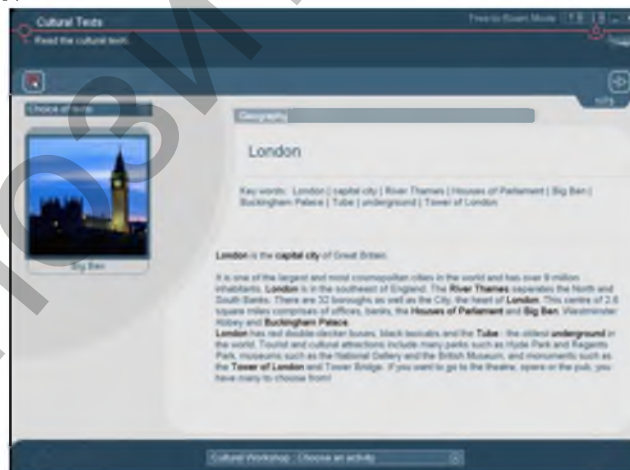 Cultural Texts
Free to Roam Mode
Read the cultural text.
Choice of texts
Geography
London
Key words: London | capital city | River Thames | Houses of Parliament | Big Ben |
Buckingham Palace | Tube | underground | Tower of London
Big Ben
London is the capital city of Great Britain.
It is one of the largest and most cosmopolitan cities in the world and has over 9 million
inhabitants. London is in the southeast of England. The River Thames separates the North and
South Banks. There are 32 boroughs as well as the City, the heart of London. This centre of 2.6
square miles comprises of offices, banks, the Houses of Parliament and Big Ben, Westminster
Abbey and Buckingham Palace.
London has red double-decker buses, black taxicabs and the Tube - the oldest underground in
the world. Tourist and cultural attractions include many parks such as Hyde Park and Regents
Park, museums such as the National Gallery and the British Museum, and monuments such as
the Tower of London and Tower Bridge. If you want to go to the theatre, opera or the pub, you
have many to choose from!
Cultural Workshop : Choose an activity